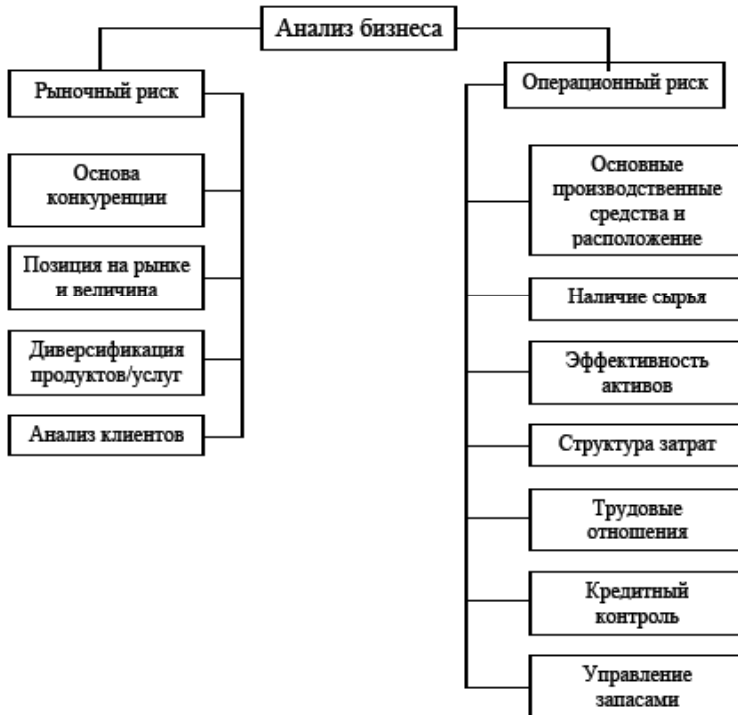 Анализ бизнеса
Рыночный риск
Основа
конкуренции
Позиция на рынке
и величина
Диверсификация
продуктов/услуг
Анализ клиентов
Операционный риск
Основные
производственные
средства и
расположение
Наличие сырья
Эффективность
активов
Структура затрат
Трудовые
отношения
Кредитный
контроль
Управление
запасами